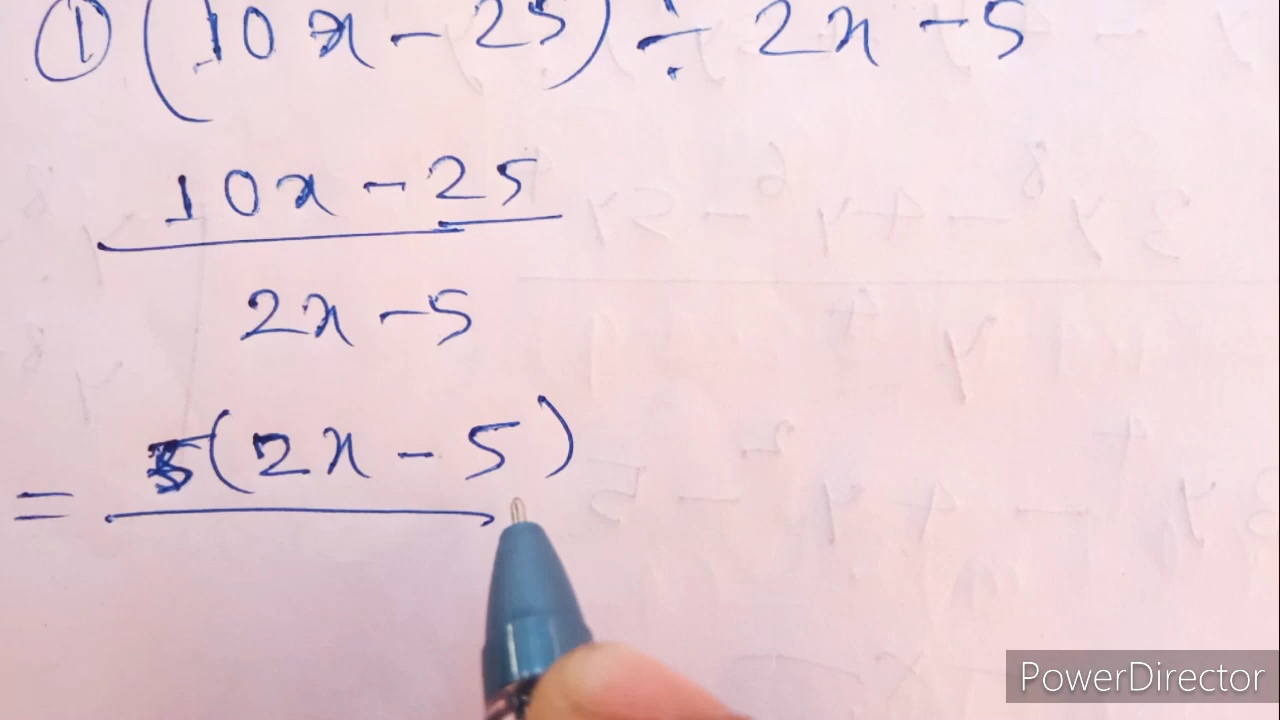 ① (10x - 25) ÷ 2x - 5
10x - 25
2x - 5
= 5(2x - 5)
PowerDirector